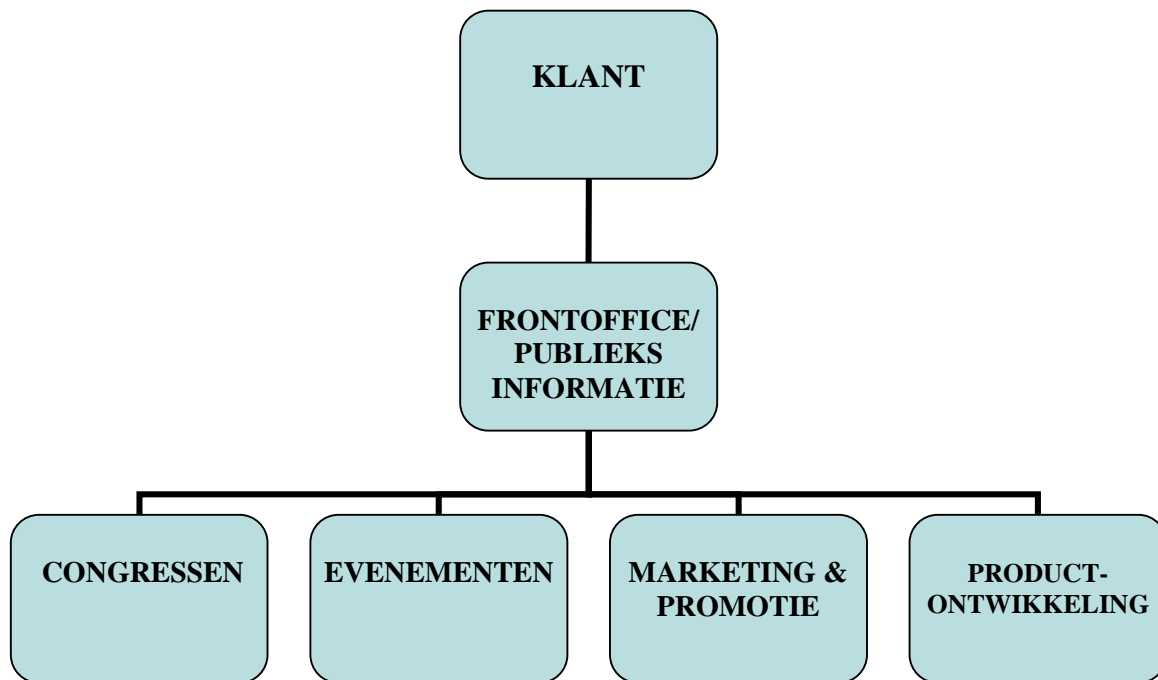 KLANT
FRONTOFFICE/
PUBLIEKS
INFORMATIE
CONGRESSEN
EVENEMENTEN
MARKETING &
PROMOTIE
PRODUCT-
ONTWIKKELING